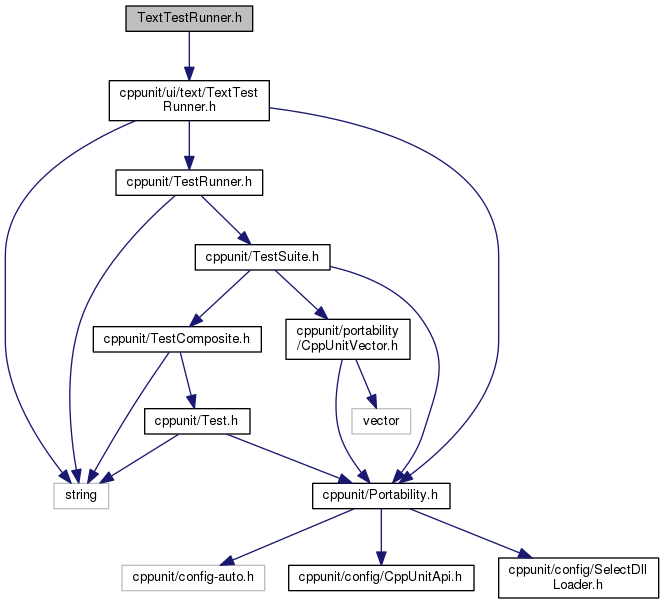 TextTestRunner.h
cppunit/ui/text/TextTest
Runner.h
cppunit/TestRunner.h
cppunit/TestSuite.h
cppunit/TestComposite.h
cppunit/portability
/CppUnitVector.h
cppunit/Test.h
vector
string
cppunit/Portability.h
cppunit/config-auto.h
cppunit/config/CppUnitApi.h
cppunit/config/SelectDll
Loader.h